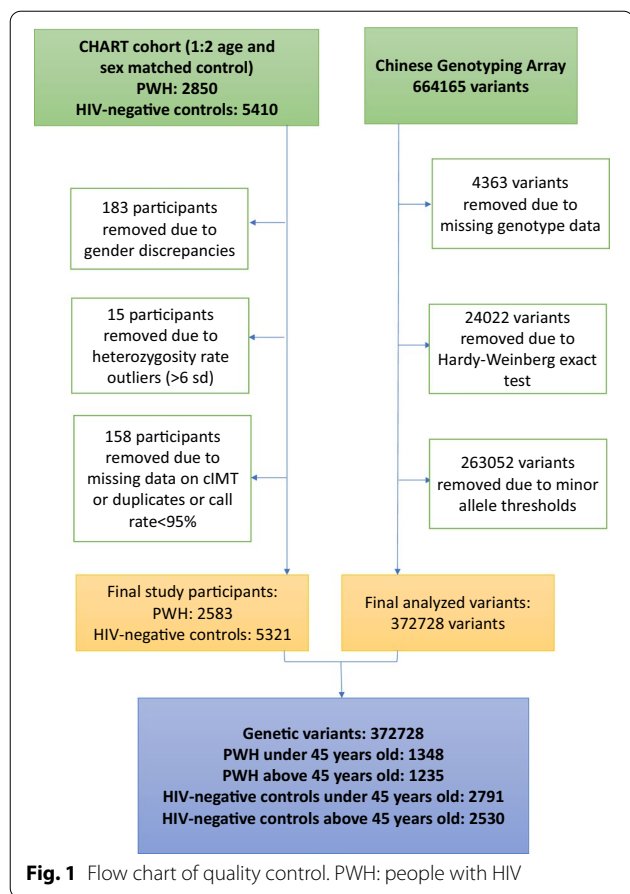 CHART cohort (1:2 age and
sex matched control)
PWH: 2850
HIV-negative controls: 5410
Chinese Genotyping Array
664165 variants
183 participants
removed due to
gender discrepancies
4363 variants
removed due to
missing genotype data
15 participants
removed due to
heterozygosity rate
outliers (>6 sd)
24022 variants
removed due to
Hardy-Weinberg exact
test
158 participants
removed due to
missing data on cIMT
or duplicates or call
rate<95%
263052 variants
removed due to minor
allele thresholds
Final study participants:
PWH: 2583
HIV-negative controls: 5321
Final analyzed variants:
372728 variants
Genetic variants: 372728
PWH under 45 years old: 1348
PWH above 45 years old: 1235
HIV-negative controls under 45 years old: 2791
HIV-negative controls above 45 years old: 2530
Fig. 1 Flow chart of quality control. PWH: people with HIV